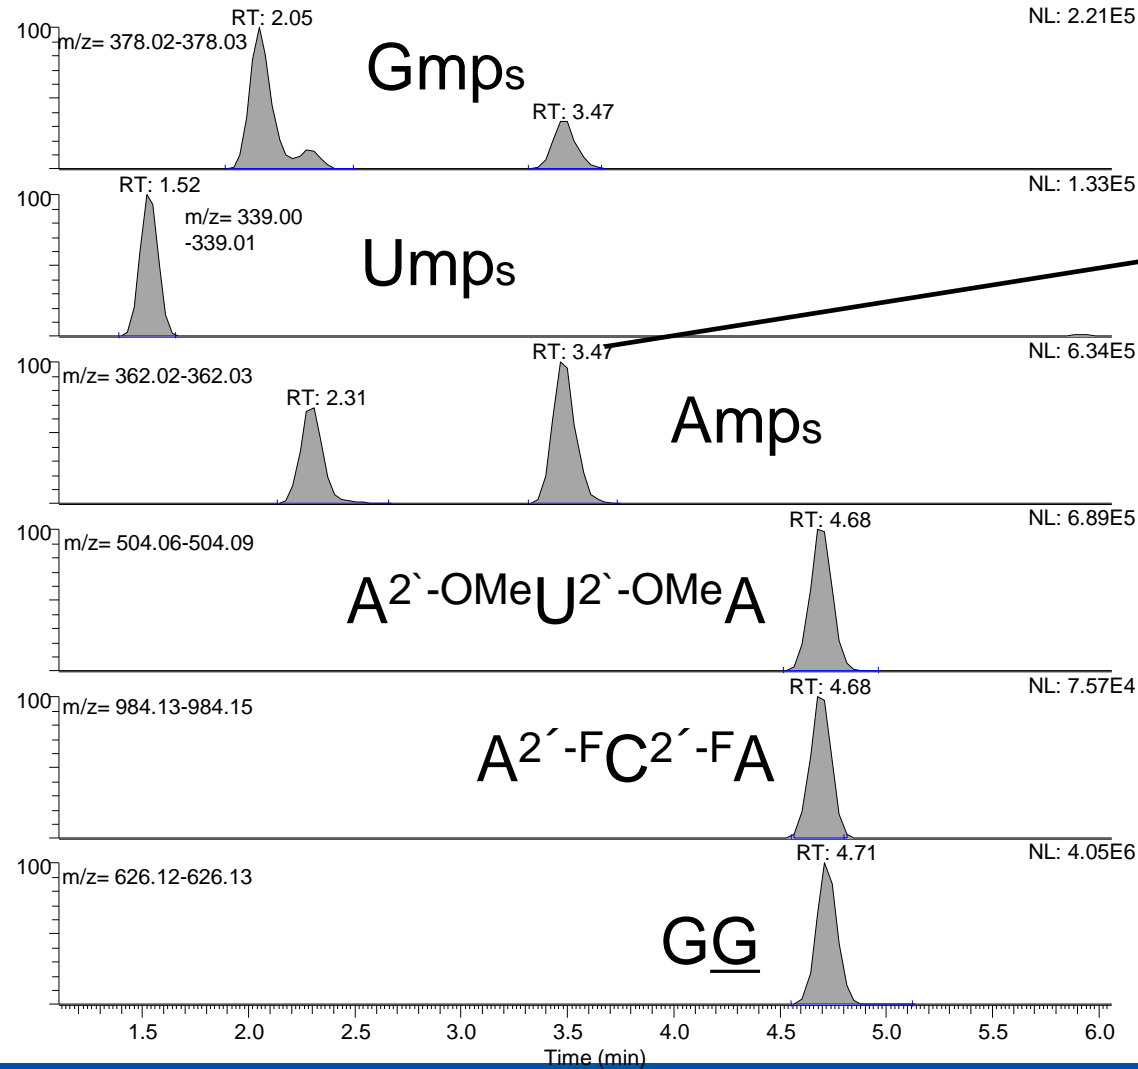 RT: 2.05
NL: 2.21E5
100
m/z= 378.02-378.03
Gmps
RT: 3.47
RT: 1.52
NL: 1.33E5
100
m/z= 339.00
-339.01
Umps
RT: 3.47
NL: 6.34E5
100
m/z= 362.02-362.03
RT: 2.31
Amps
RT: 4.68
NL: 6.89E5
100
m/z= 504.06-504.09
A2`-OMeU2`-OMeA
RT: 4.68
NL: 7.57E4
100
m/z= 984.13-984.15
A2´-FC2´-FA
RT: 4.71
NL: 4.05E6
100
m/z= 626.12-626.13
GG
1.5 2.0 2.5 3.0 3.5 4.0 4.5 5.0 5.5 6.0
Time (min)